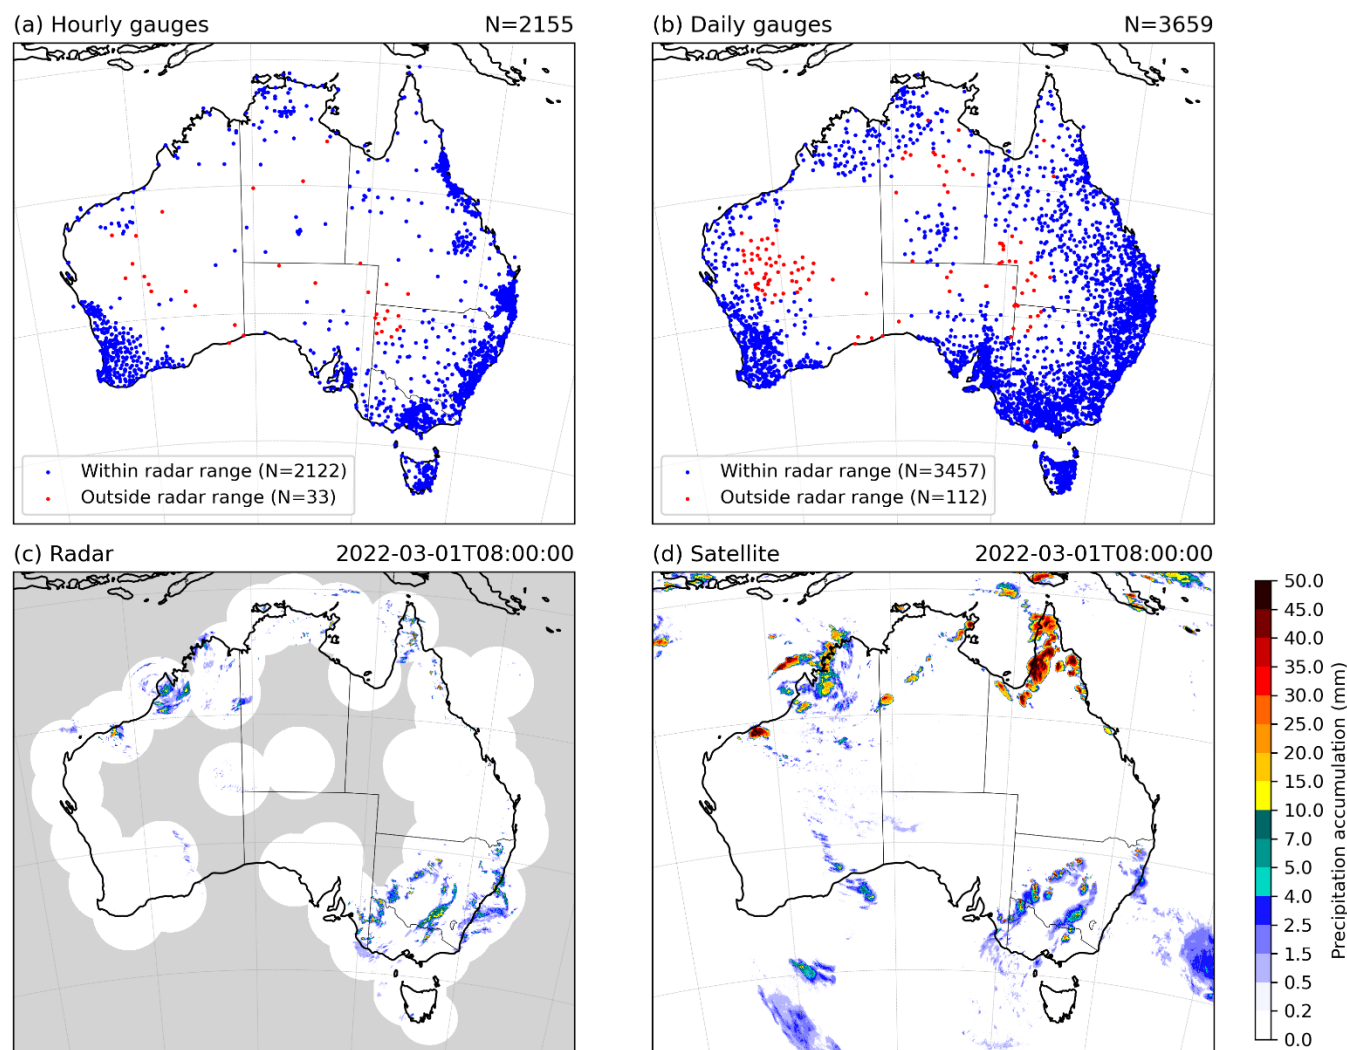 (a) Hourly gauges N=2155
(b) Daily gauges N=3659
Within radar range (N=2122)
Outside radar range (N=33)
Within radar range (N=3457)
Outside radar range (N=112)
(c) Radar 2022-03-01T08:00:00
(d) Satellite 2022-03-01T08:00:00
50.0
45.0
40.0
35.0
30.0
25.0
20.0
15.0
10.0
7.0
5.0
4.0
2.5
1.5
0.5
0.2
0.0
Precipitation accumulation (mm)